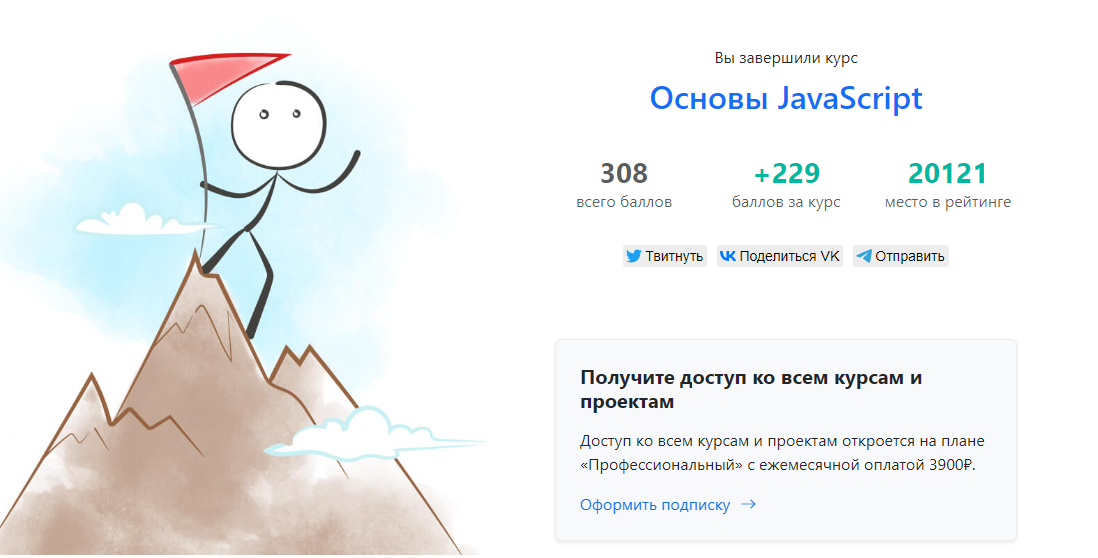 Вы завершили курс
Основы JavaScript
308
всего баллов
+229
баллов за курс
20121
место в рейтинге
Твитнуть
Поделиться VK
Отправить
Получите доступ ко всем курсам и
проектам
Доступ ко всем курсам и проектам откроется на плане
«Профессиональный» с ежемесячной оплатой 3900₽.
Оформить подписку →